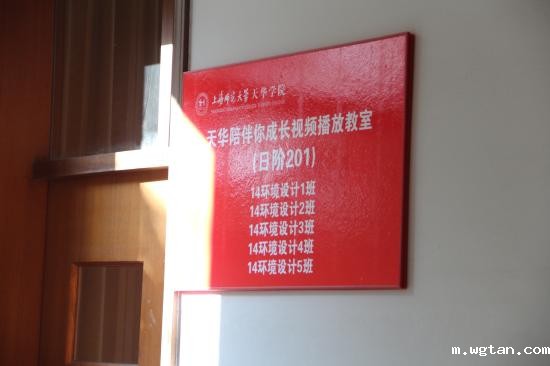 上海师范大学天华学院
天华陪伴你成长视频播放教室
(日阶201)
14环境设计1班
14环境设计2班
14环境设计3班
14环境设计4班
14环境设计5班
m.wgtan.com